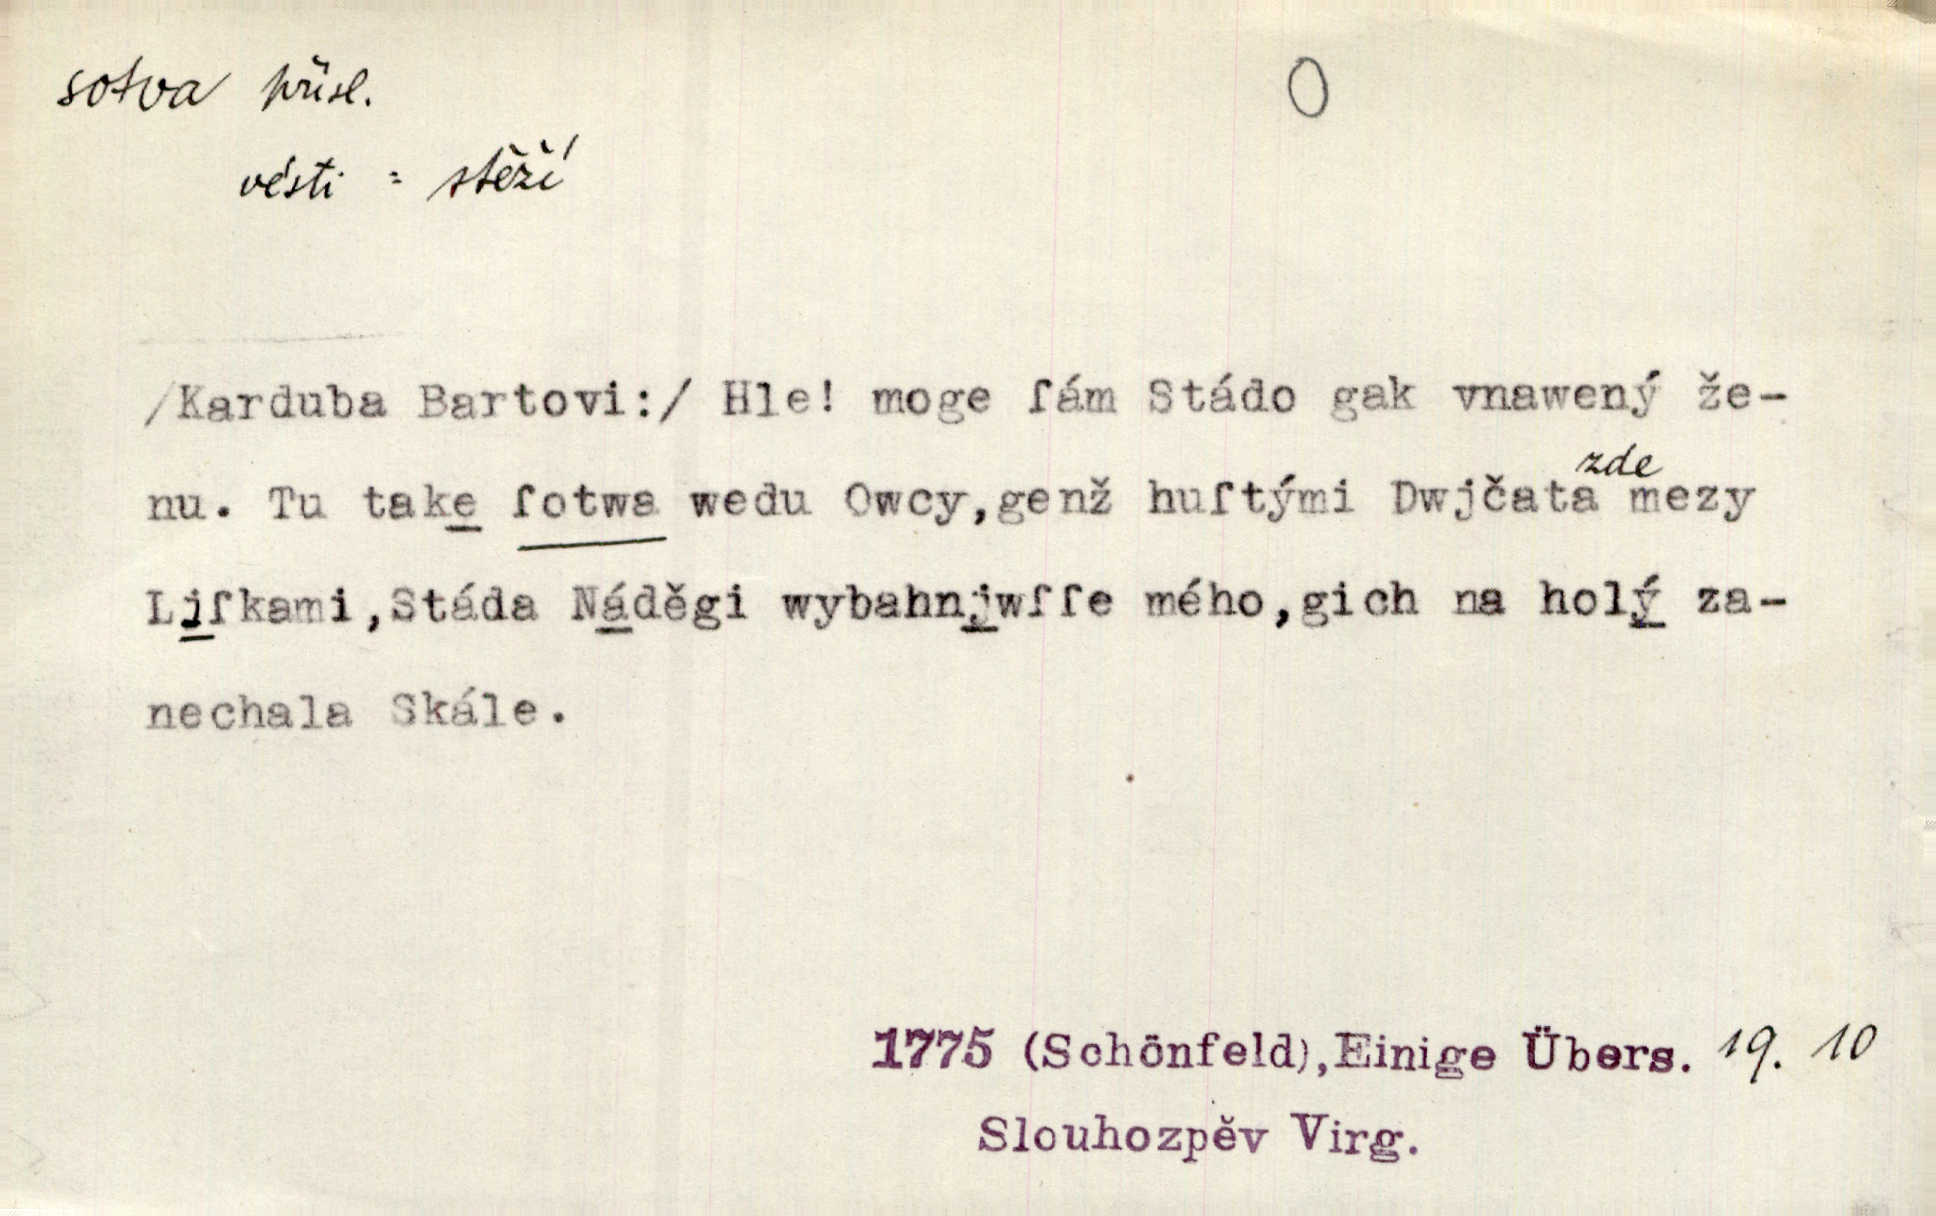 sotva přísl. O
vésti = stěží
/Karduba Bartovi:/ Hle! moge ſám Stádo gak vnawený že-
zde
nu. Tu take ſotwa wedu Owcy,genž huſtými Dwjčata mezy
Ljſkami,Stáda Náděgi wybahnjwſſe mého,gich na holý za-
nechala Skále.
1775 (Schönfeld),Einige Übers. 19. 10
Slouhozpěv Virg.